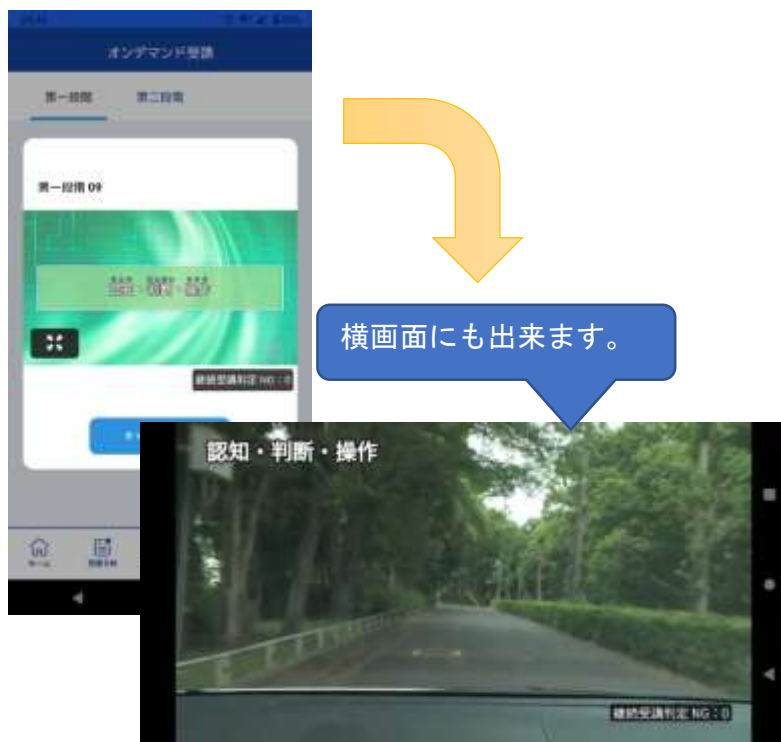 オンデマンド受講
第一段階 第二段階
第一段階 09
認知・判断・操作
継続受講判定 NG:0
横画面にも出来ます。
認知・判断・操作
継続受講判定 NG:0
ホーム